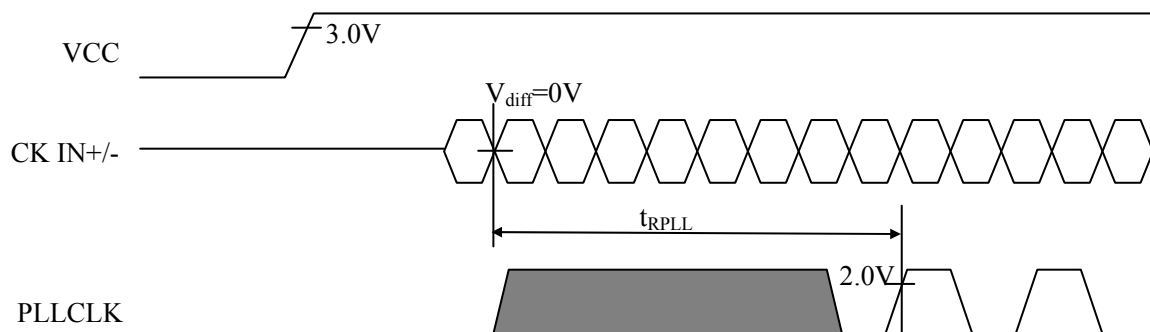 VCC
3.0V
Vdiff=0V
CK IN+/-
tRPLL
2.0V
PLLCLK